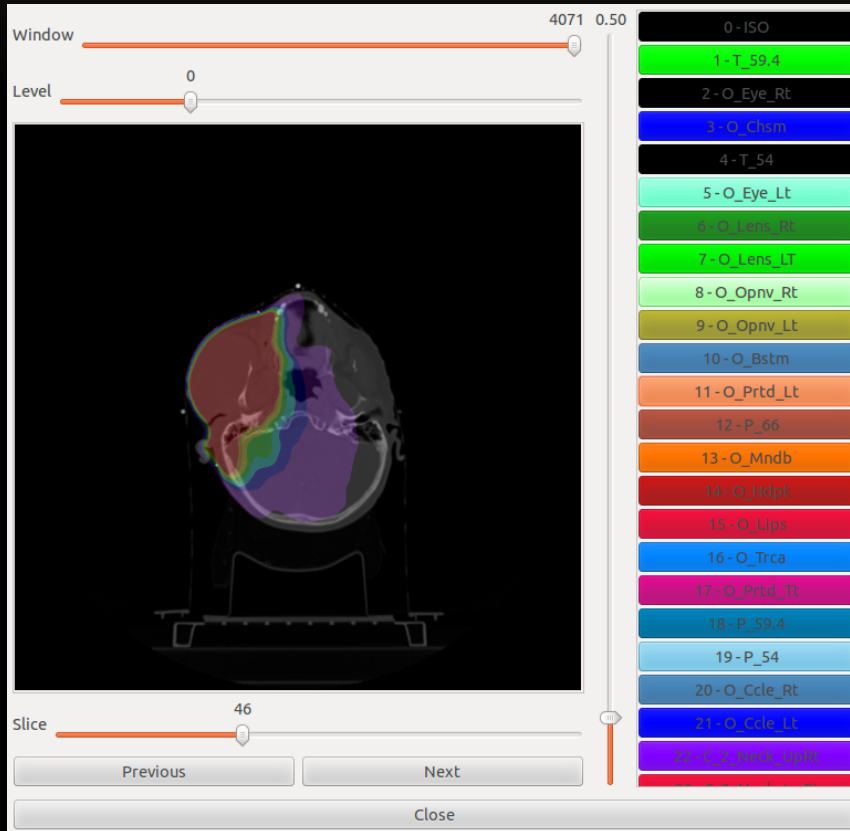 Window
4071
0.50
Level
0
Slice
46
Previous
Next
Close
0 - ISO
1 - T_59.4
2 - O_Eye_Rt
3 - O_Chsm
4 - T_54
5 - O_Eye_Lt
6 - O_Lens_Rt
7 - O_Lens_LT
8 - O_Opnv_Rt
9 - O_Opnv_Lt
10 - O_Bstm
11 - O_Prtd_Lt
12 - P_66
13 - O_Mndb
14 - O_Hdpt
15 - O_Lips
16 - O_Trca
17 - O_Prtd_Tt
18 - P_59.4
19 - P_54
20 - O_Ccle_Rt
21 - O_Ccle_Lt
22 - C_2_Neck_UpRt